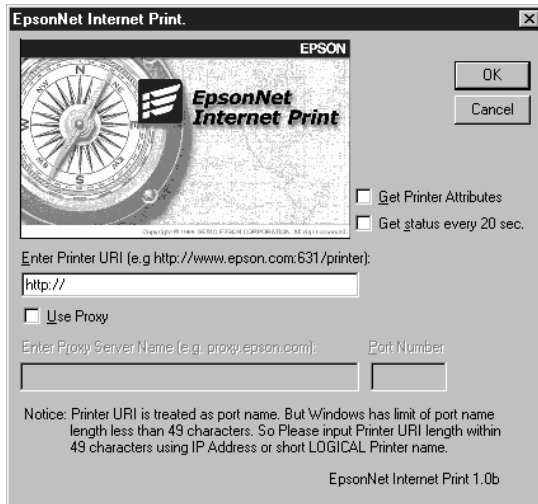 EpsonNet Internet Print.
EPSON
EpsonNet
Internet Print
OK
Cancel
Get Printer Attributes
Get status every 20 sec.
Enter Printer URI (e.g http://www.epson.com:631/printer):
http://
Use Proxy
Enter Proxy Server Name (e.g. proxy.epson.com):
Port Number
Notice: Printer URI is treated as port name. But Windows has limit of port name
length less than 49 characters. So Please input Printer URI length within
49 characters using IP Address or short LOGICAL Printer name.
EpsonNet Internet Print 1.0b